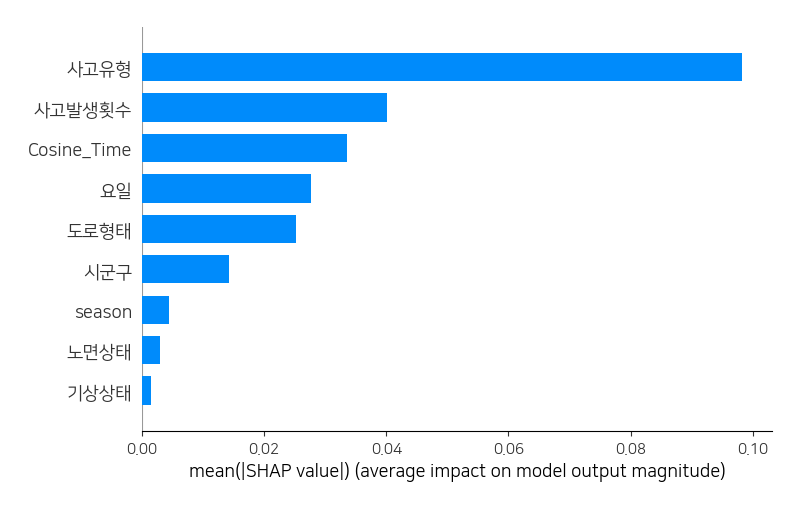 사고유형
사고발생횟수
Cosine_Time
요일
도로형태
시군구
season
노면상태
기상상태
0.00 0.02 0.04 0.06 0.08 0.10
mean(|SHAP value|) (average impact on model output magnitude)